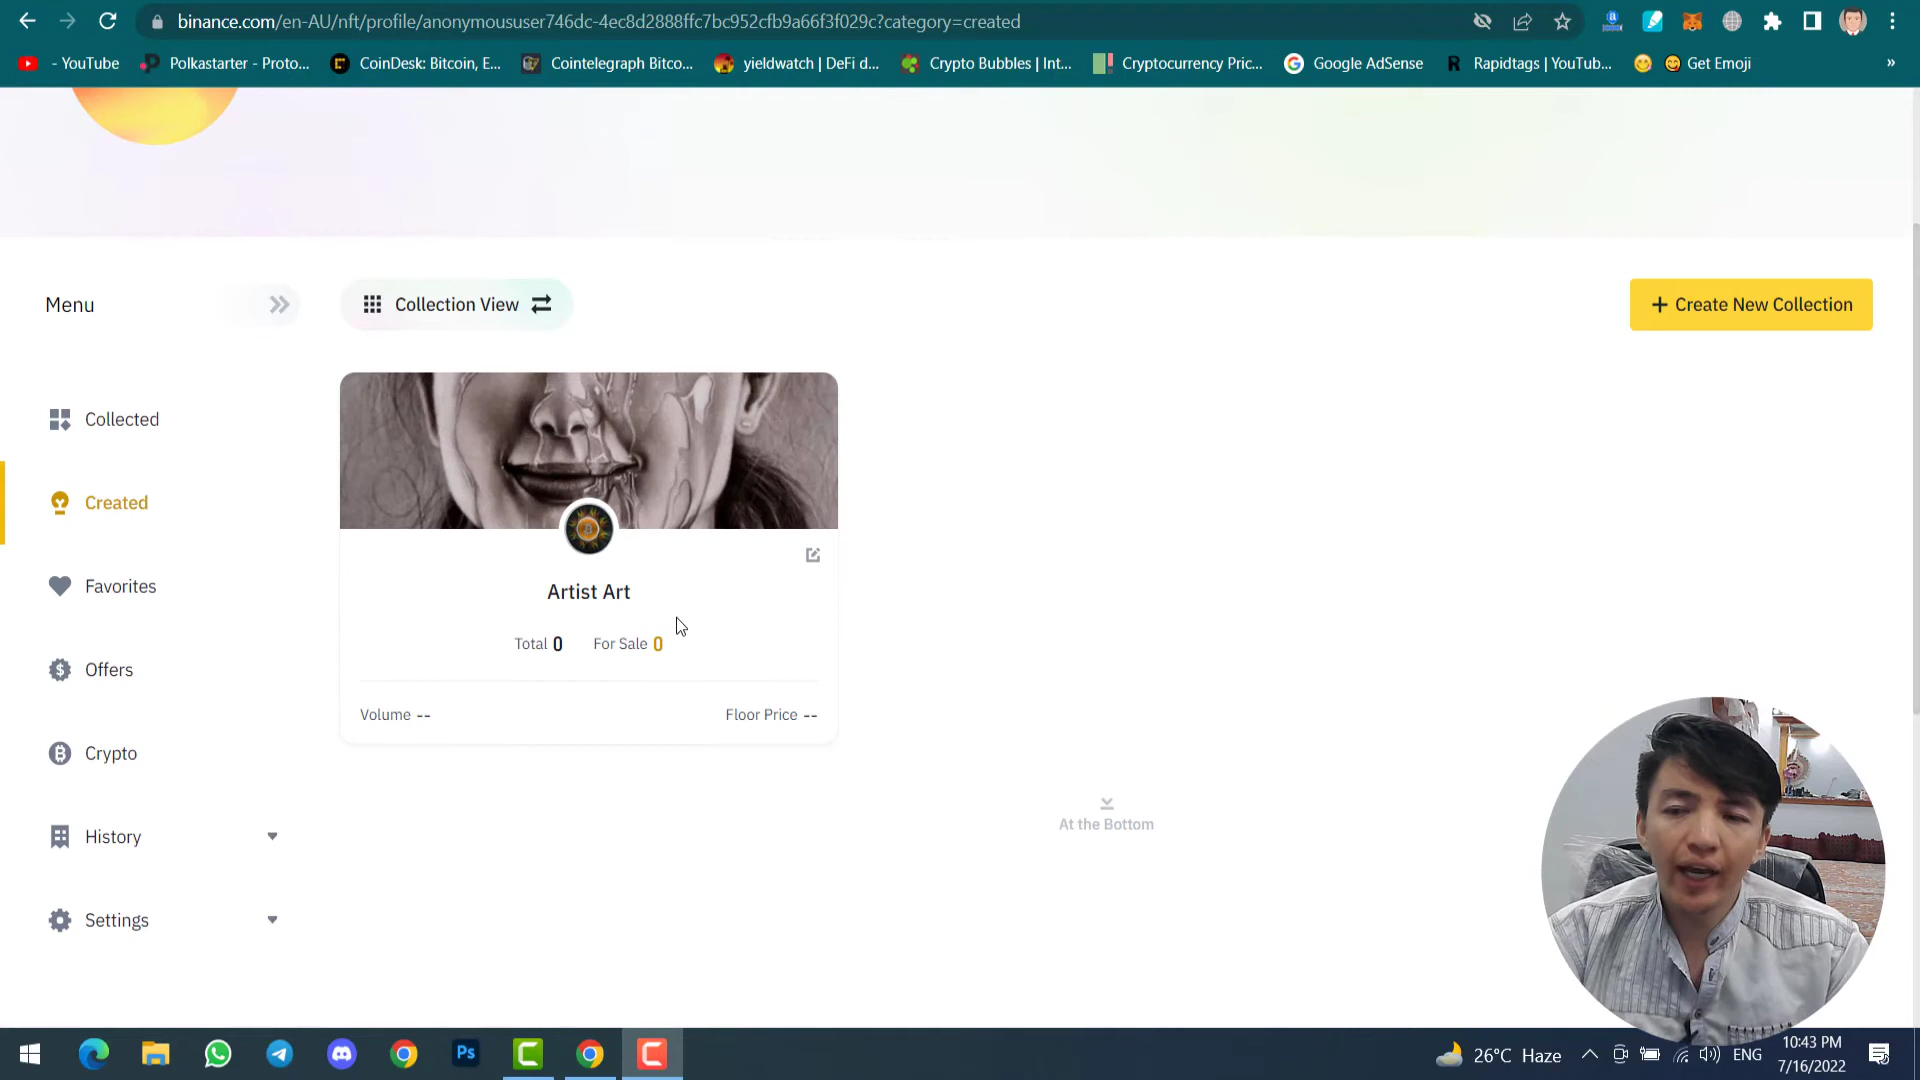 binance.com/en-AU/nft/profile/anonymoususer746dc-4ec8d2888ffc7bc952cfb9a66f3f029c?category=created
- YouTube
Polkastarter - Proto...
CoinDesk: Bitcoin, E...
Cointelegraph Bitco...
yieldwatch | DeFi d...
Crypto Bubbles | Int...
Cryptocurrency Pric...
Google AdSense
Rapidtags | YouTub...
Get Emoji
»
Menu
Collection View
+ Create New Collection
Collected
Created
Favorites
Offers
Crypto
History
Settings
Artist Art
Total 0 For Sale 0
Volume -- Floor Price --
At the Bottom
Ps
26°C Haze
ENG
10:43 PM
7/16/2022